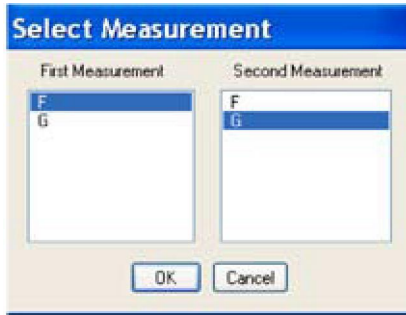 Select Measurement
First Measurement Second Measurement
F F
G G
OK Cancel